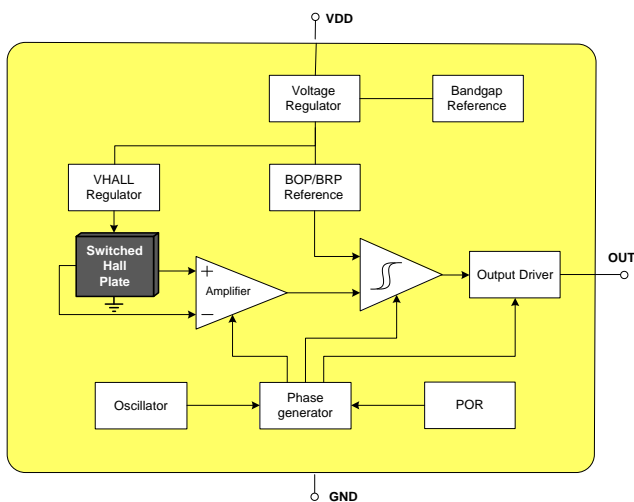 VDD
Voltage
Regulator
Bandgap
Reference
VHALL
Regulator
BOP/BRP
Reference
Switched
Hall
Plate
+
Amplifier
−
Output Driver
OUT
Oscillator
Phase
generator
POR
GND